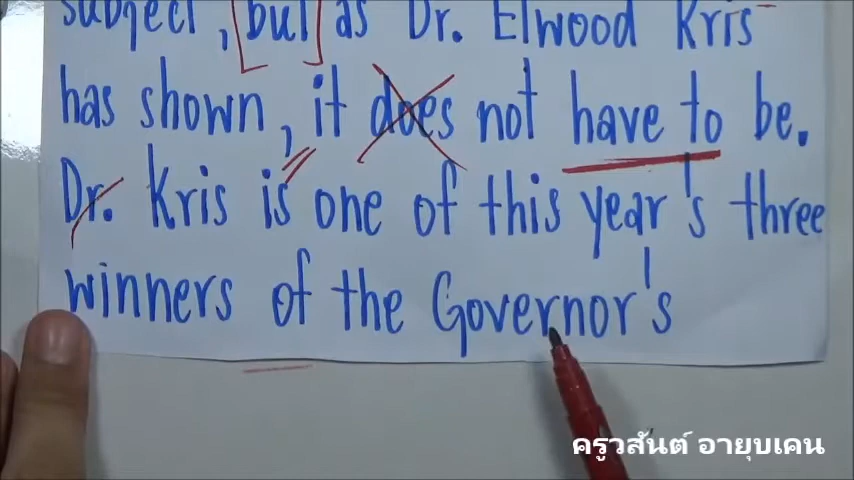 subject, but as Dr. Elwood Kris
has shown, it does not have to be.
Dr. Kris is one of this year's three
winners of the Governor's
ครูวสันต์ อายุบเคน